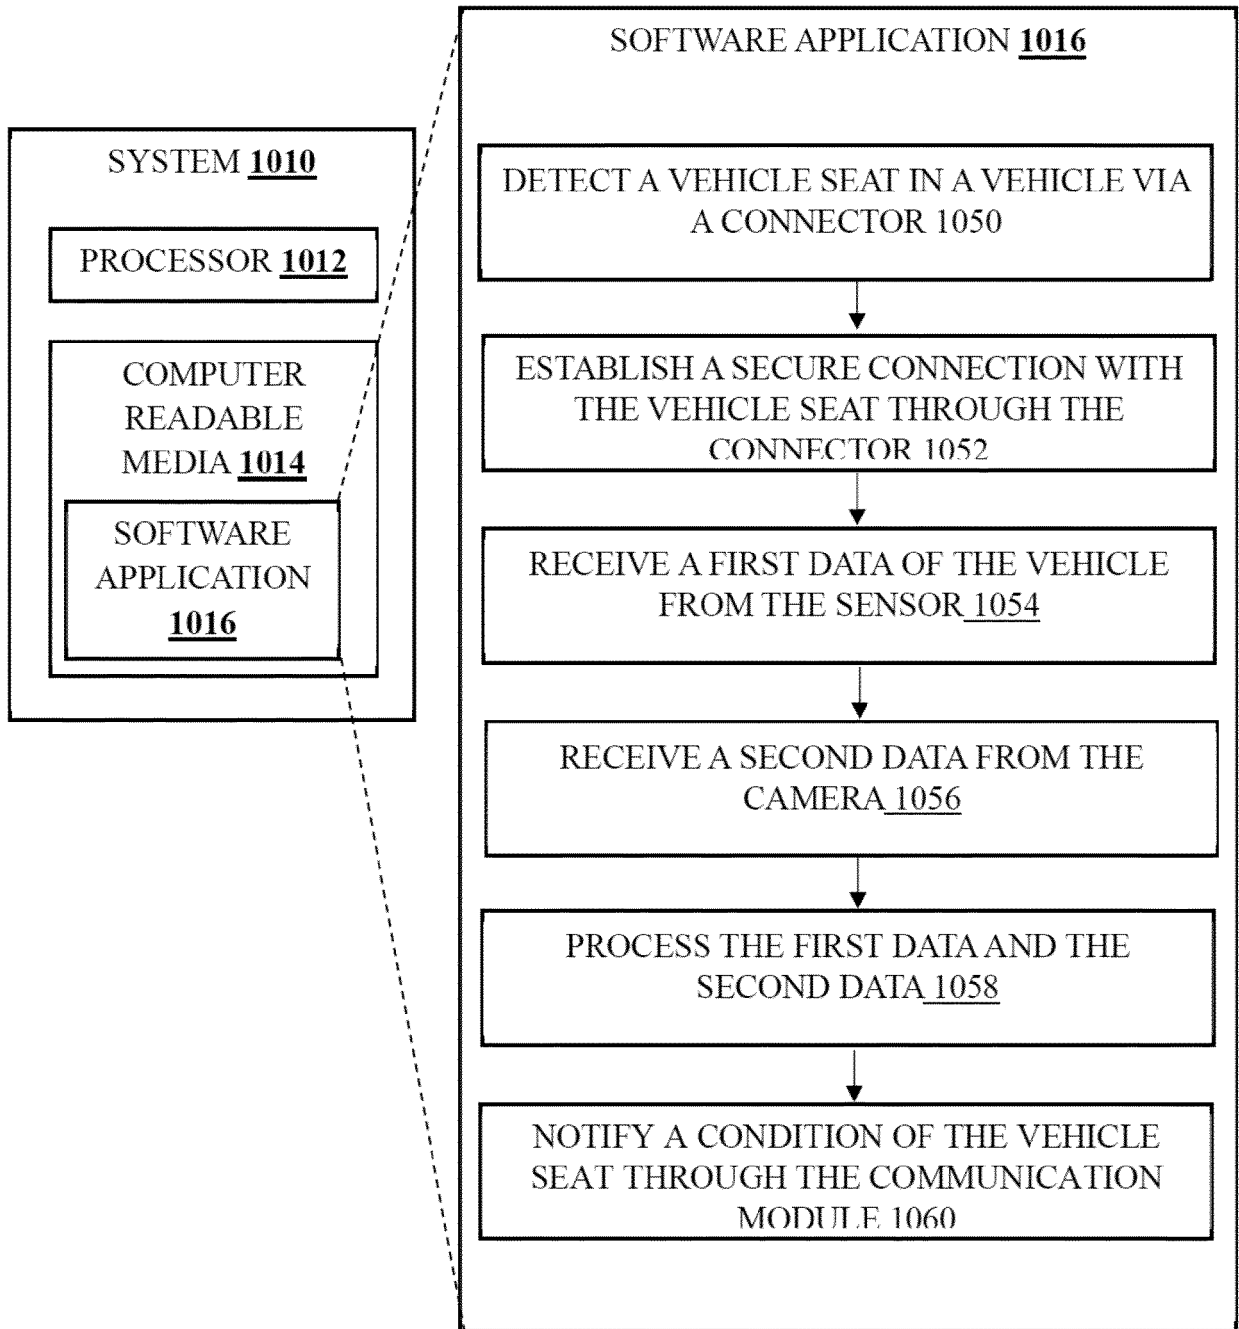 SYSTEM 1010
PROCESSOR 1012
COMPUTER
READABLE
MEDIA 1014
SOFTWARE
APPLICATION
1016
SOFTWARE APPLICATION 1016
DETECT A VEHICLE SEAT IN A VEHICLE VIA
A CONNECTOR 1050
ESTABLISH A SECURE CONNECTION WITH
THE VEHICLE SEAT THROUGH THE
CONNECTOR 1052
RECEIVE A FIRST DATA OF THE VEHICLE
FROM THE SENSOR 1054
RECEIVE A SECOND DATA FROM THE
CAMERA 1056
PROCESS THE FIRST DATA AND THE
SECOND DATA 1058
NOTIFY A CONDITION OF THE VEHICLE
SEAT THROUGH THE COMMUNICATION
MODULE 1060